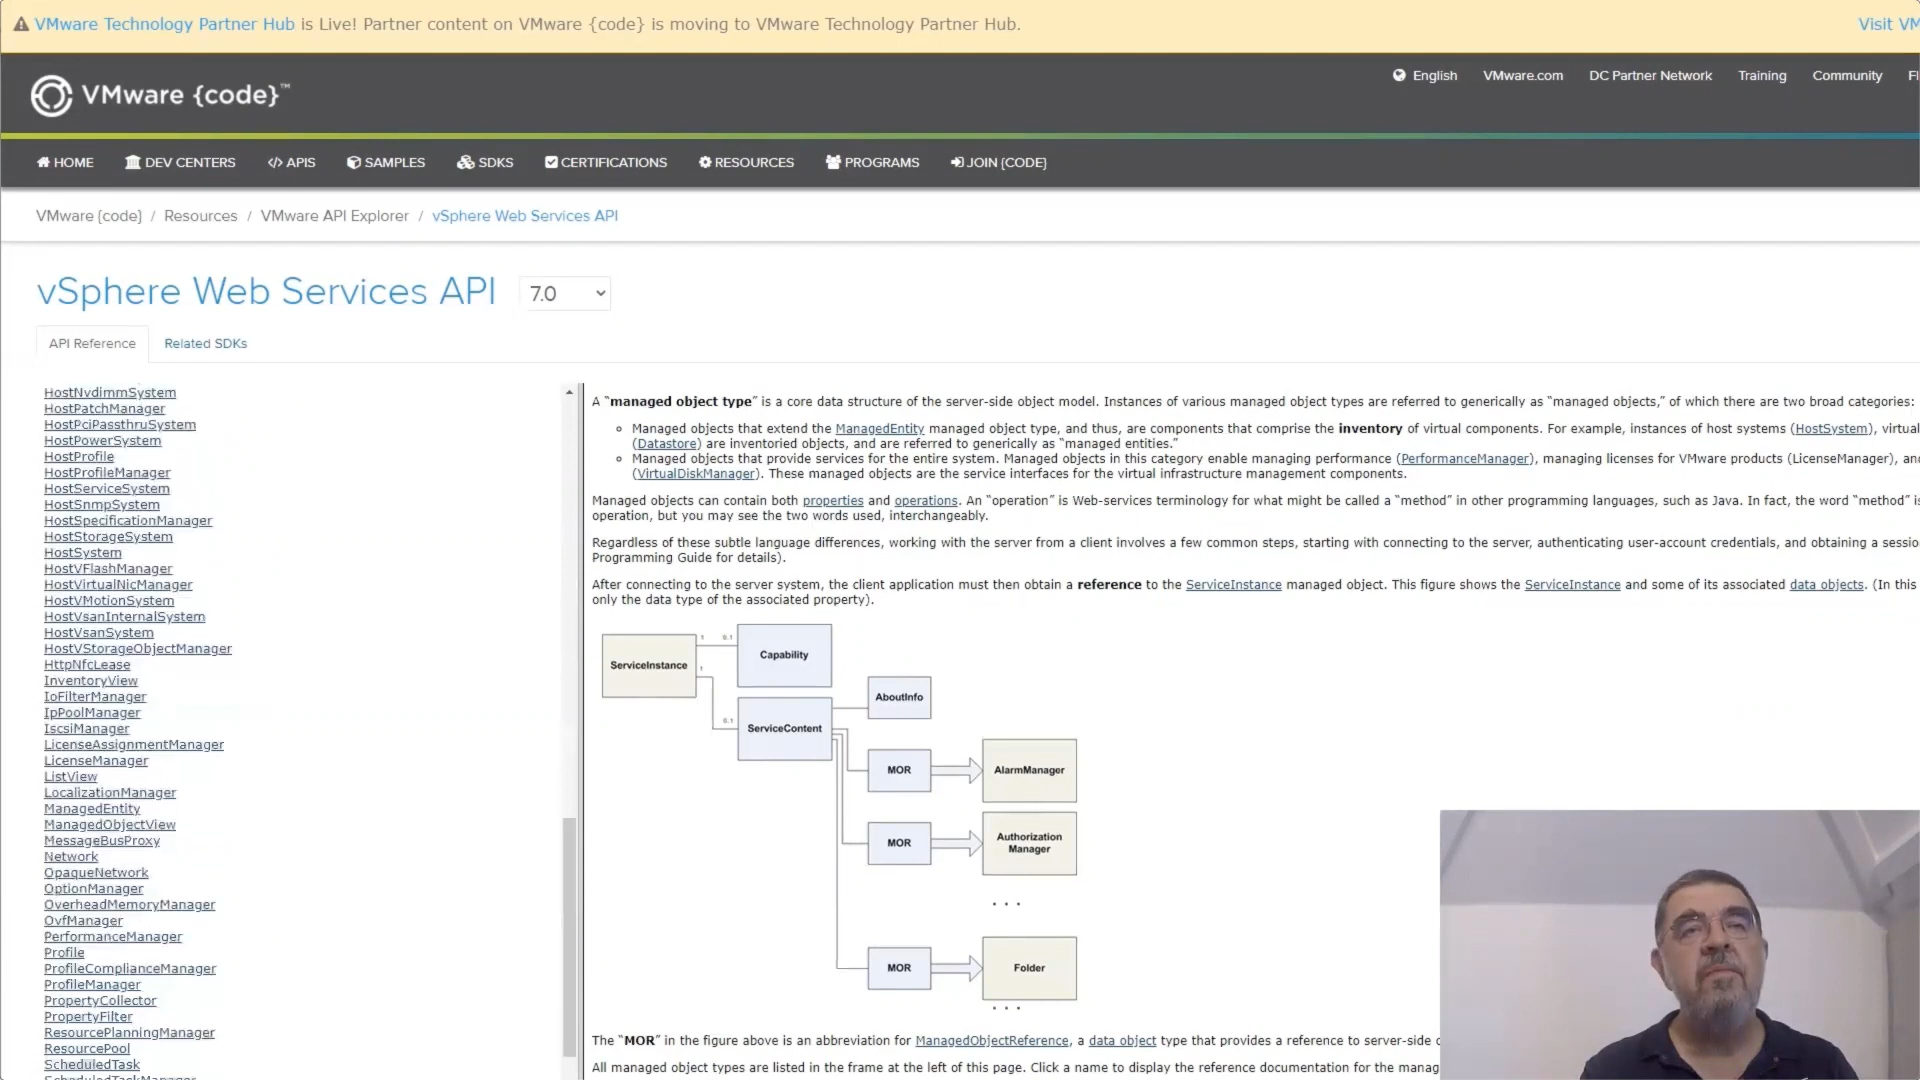 VMware Technology Partner Hub is Live! Partner content on VMware {code} is moving to VMware Technology Partner Hub.
Visit VM
VMware {code}™
English
VMware.com
DC Partner Network
Training
Community
HOME
DEV CENTERS
APIS
SAMPLES
SDKS
CERTIFICATIONS
RESOURCES
PROGRAMS
JOIN {CODE}
VMware {code} / Resources / VMware API Explorer / vSphere Web Services API
vSphere Web Services API
7.0
API Reference
Related SDKs
HostNvdimmSystem
HostPatchManager
HostPciPassthruSystem
HostPowerSystem
HostProfile
HostProfileManager
HostServiceSystem
HostSnmpSystem
HostSpecificationManager
HostStorageSystem
HostSystem
HostVFlashManager
HostVirtualNicManager
HostVMotionSystem
HostVsanInternalSystem
HostVsanSystem
HostVStorageObjectManager
HttpNfcLease
InventoryView
IoFilterManager
IpPoolManager
IscsiManager
LicenseAssignmentManager
LicenseManager
ListView
LocalizationManager
ManagedEntity
ManagedObjectView
MessageBusProxy
Network
OpaqueNetwork
OptionManager
OverheadMemoryManager
OvfManager
PerformanceManager
Profile
ProfileComplianceManager
ProfileManager
PropertyCollector
PropertyFilter
ResourcePlanningManager
ResourcePool
ScheduledTask
A “managed object type” is a core data structure of the server-side object model. Instances of various managed object types are referred to generically as “managed objects,” of which there are two broad categories:
Managed objects that extend the ManagedEntity managed object type, and thus, are components that comprise the inventory of virtual components. For example, instances of host systems (HostSystem), virtual
(Datastore) are inventoried objects, and are referred to generically as “managed entities.”
Managed objects that provide services for the entire system. Managed objects in this category enable managing performance (PerformanceManager), managing licenses for VMware products (LicenseManager), and
(VirtualDiskManager). These managed objects are the service interfaces for the virtual infrastructure management components.
Managed objects can contain both properties and operations. An “operation” is Web-services terminology for what might be called a “method” in other programming languages, such as Java. In fact, the word “method” is
operation, but you may see the two words used, interchangeably.
Regardless of these subtle language differences, working with the server from a client involves a few common steps, starting with connecting to the server, authenticating user-account credentials, and obtaining a sessio
Programming Guide for details).
After connecting to the server system, the client application must then obtain a reference to the ServiceInstance managed object. This figure shows the ServiceInstance and some of its associated data objects. (In this
only the data type of the associated property).
ServiceInstance
1
0.1
Capability
1
0.1
ServiceContent
AboutInfo
MOR
AlarmManager
MOR
Authorization
Manager
. . .
MOR
Folder
. . .
The “MOR” in the figure above is an abbreviation for ManagedObjectReference, a data object type that provides a reference to server-side
All managed object types are listed in the frame at the left of this page. Click a name to display the reference documentation for the manag